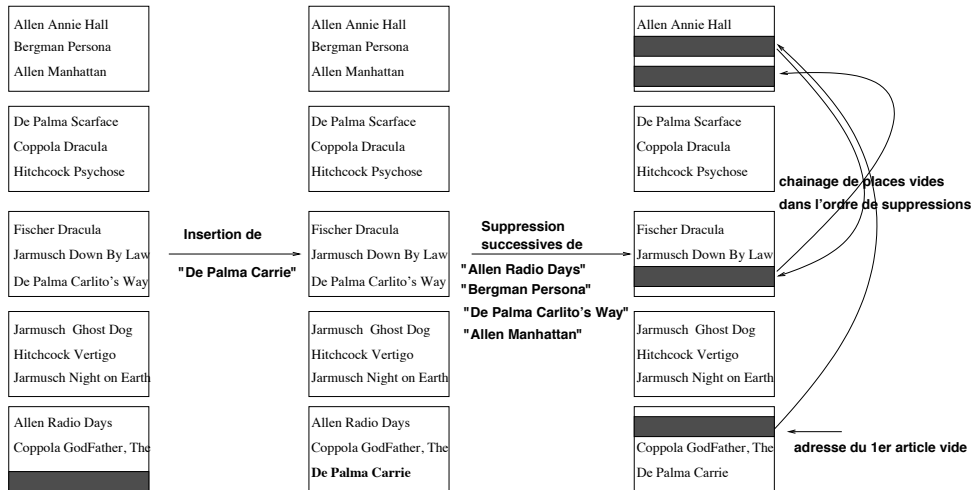 Allen Annie Hall
Bergman Persona
Allen Manhattan
De Palma Scarface
Coppola Dracula
Hitchcock Psychose
Fischer Dracula
Jarmusch Down By Law
De Palma Carlito's Way
Jarmusch Ghost Dog
Hitchcock Vertigo
Jarmusch Night on Earth
Allen Radio Days
Coppola GodFather, The
Insertion de
"De Palma Carrie"
Allen Annie Hall
Bergman Persona
Allen Manhattan
De Palma Scarface
Coppola Dracula
Hitchcock Psychose
Fischer Dracula
Jarmusch Down By Law
De Palma Carlito's Way
Jarmusch Ghost Dog
Hitchcock Vertigo
Jarmusch Night on Earth
Allen Radio Days
Coppola GodFather, The
De Palma Carrie
Suppression
successives de
"Allen Radio Days"
"Bergman Persona"
"De Palma Carlito's Way"
"Allen Manhattan"
Allen Annie Hall
De Palma Scarface
Coppola Dracula
Hitchcock Psychose
Fischer Dracula
Jarmusch Down By Law
Jarmusch Ghost Dog
Hitchcock Vertigo
Jarmusch Night on Earth
Coppola GodFather, The
De Palma Carrie
chainage de places vides
dans l'ordre de suppressions
adresse du 1er article vide